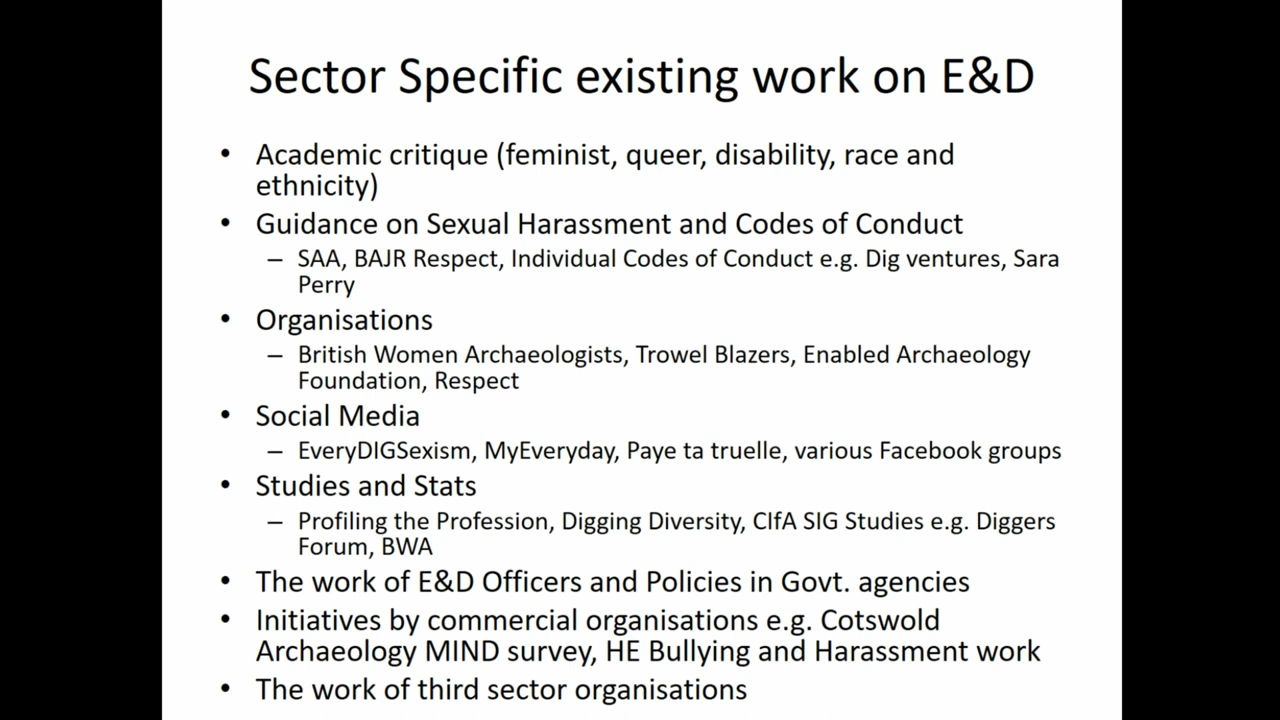 Sector Specific existing work on E&D
• Academic critique (feminist, queer, disability, race and
ethnicity)
• Guidance on Sexual Harassment and Codes of Conduct
– SAA, BAJR Respect, Individual Codes of Conduct e.g. Dig ventures, Sara
Perry
• Organisations
– British Women Archaeologists, Trowel Blazers, Enabled Archaeology
Foundation, Respect
• Social Media
– EveryDIGSexism, MyEveryday, Paye ta truelle, various Facebook groups
• Studies and Stats
– Profiling the Profession, Digging Diversity, CIfA SIG Studies e.g. Diggers
Forum, BWA
• The work of E&D Officers and Policies in Govt. agencies
• Initiatives by commercial organisations e.g. Cotswold
Archaeology MIND survey, HE Bullying and Harassment work
• The work of third sector organisations